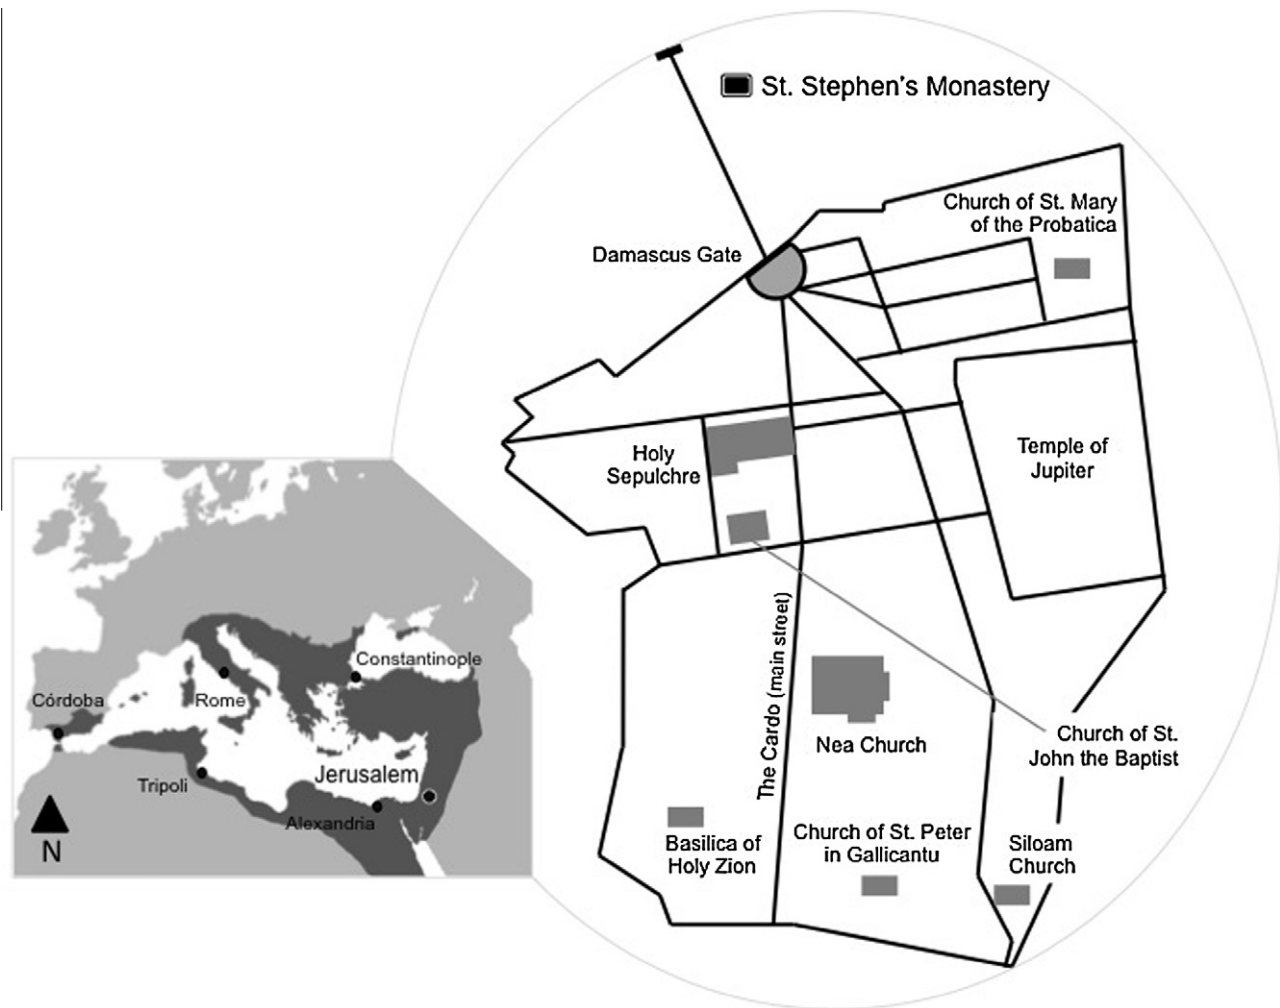 St. Stephen's Monastery
Church of St. Mary
of the Probatica
Damascus Gate
Holy
Sepulchre
Temple of
Jupiter
The Cardo (main street)
Nea Church
Church of St.
John the Baptist
Basilica of
Holy Zion
Church of St. Peter
in Gallicantu
Siloam
Church
Constantinople
Córdoba
Rome
Jerusalem
Tripoli
Alexandria
N